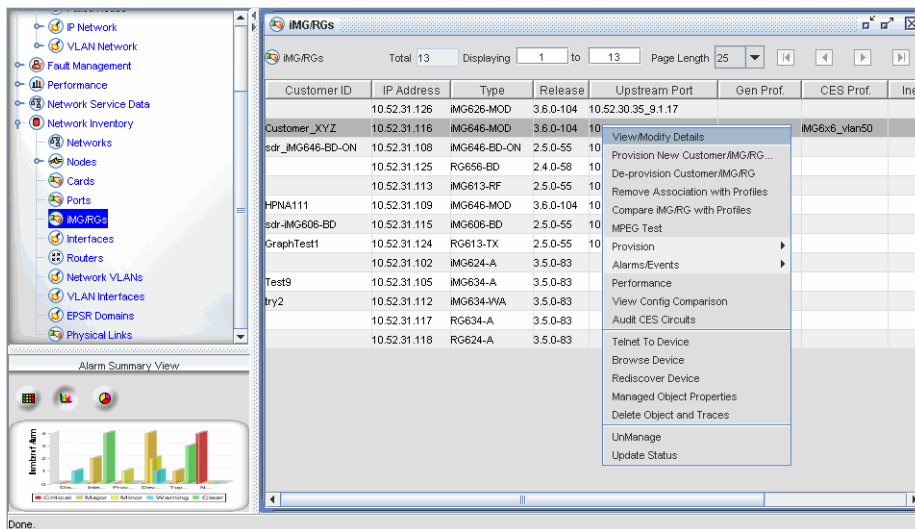 IP Network
VLAN Network
Fault Management
Performance
Network Service Data
Network Inventory
Networks
Nodes
Cards
Ports
iMG/RGs
Interfaces
Routers
Network VLANs
VLAN Interfaces
EPSR Domains
Physical Links
Alarm Summary View
4
3
2
1
0
Critical Major Minor Warning Clear
Done.
iMG/RGs
iMG/RGs Total 13 Displaying 1 to 13 Page Length 25
Customer ID IP Address Type Release Upstream Port Gen Prof. CES Prof. Ine
10.52.31.126 iMG626-MOD 3.6.0-104 10.52.30.35_9.1.17
Customer_XYZ 10.52.31.116 iMG646-MOD 3.6.0-104 10 iMG6x6_vlan50
sdr_iMG646-BD-ON 10.52.31.108 iMG646-BD-ON 2.5.0-55 10
10.52.31.125 RG656-BD 2.4.0-58 10
10.52.31.113 iMG613-RF 2.5.0-55 10
HPNA111 10.52.31.109 iMG646-MOD 3.6.0-104 10
sdr-iMG606-BD 10.52.31.115 iMG606-BD 2.5.0-55 10
GraphTest1 10.52.31.124 RG613-TX 2.5.0-55 10
10.52.31.102 iMG624-A 3.5.0-83
Test9 10.52.31.105 iMG634-A 3.5.0-83
try2 10.52.31.112 iMG634-WA 3.5.0-83
10.52.31.117 RG634-A 3.5.0-83
10.52.31.118 RG624-A 3.5.0-83
View/Modify Details
Provision New Customer/iMG/RG...
De-provision Customer/iMG/RG
Remove Association with Profiles
Compare iMG/RG with Profiles
MPEG Test
Provision
Alarms/Events
Performance
View Config Comparison
Audit CES Circuits
Telnet To Device
Browse Device
Rediscover Device
Managed Object Properties
Delete Object and Traces
UnManage
Update Status